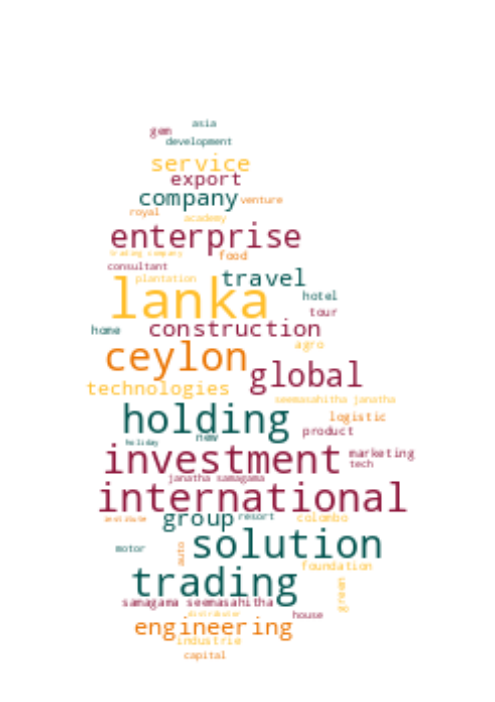 asia
gem
development
service
export
company
venture
royal
academy
enterprise
trading company
food
consultant
travel
plantation
lanka
hotel
tour
home
construction
agro
ceylon
global
technologies
seemasahitha janatha
holding
logistic
product
new
holiday
investment
marketing
tech
janatha samagama
international
institute
group
resort
colombo
solution
motor
auto
foundation
trading
green
samagama seemasahitha
distributor
house
engineering
industrie
capital